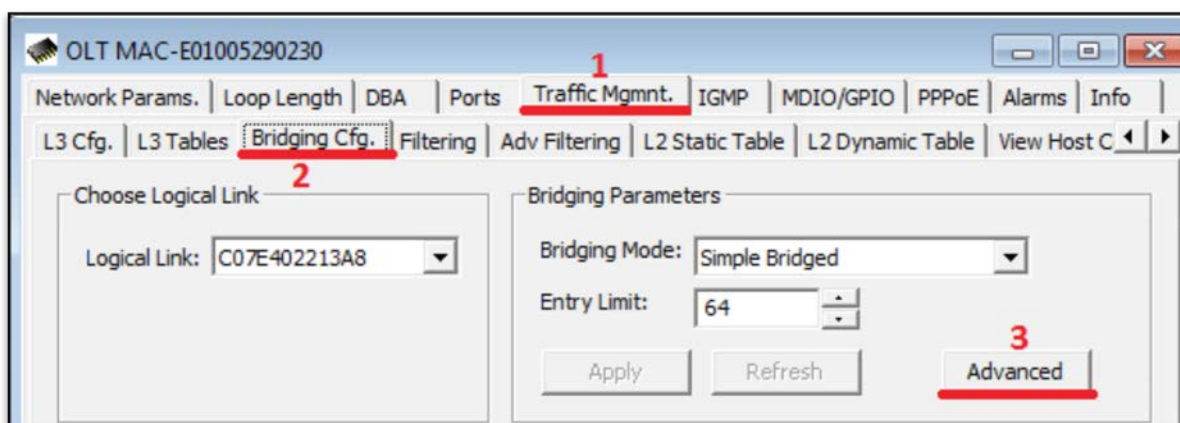 OLT MAC-E01005290230
1
Network Params. Loop Length DBA Ports Traffic Mgmnt. IGMP MDIO/GPIO PPPoE Alarms Info
L3 Cfg. L3 Tables Bridging Cfg. Filtering Adv Filtering L2 Static Table L2 Dynamic Table View Host C
2
Choose Logical Link
Logical Link: C07E402213A8
Bridging Parameters
Bridging Mode: Simple Bridged
Entry Limit: 64
3
Apply Refresh Advanced